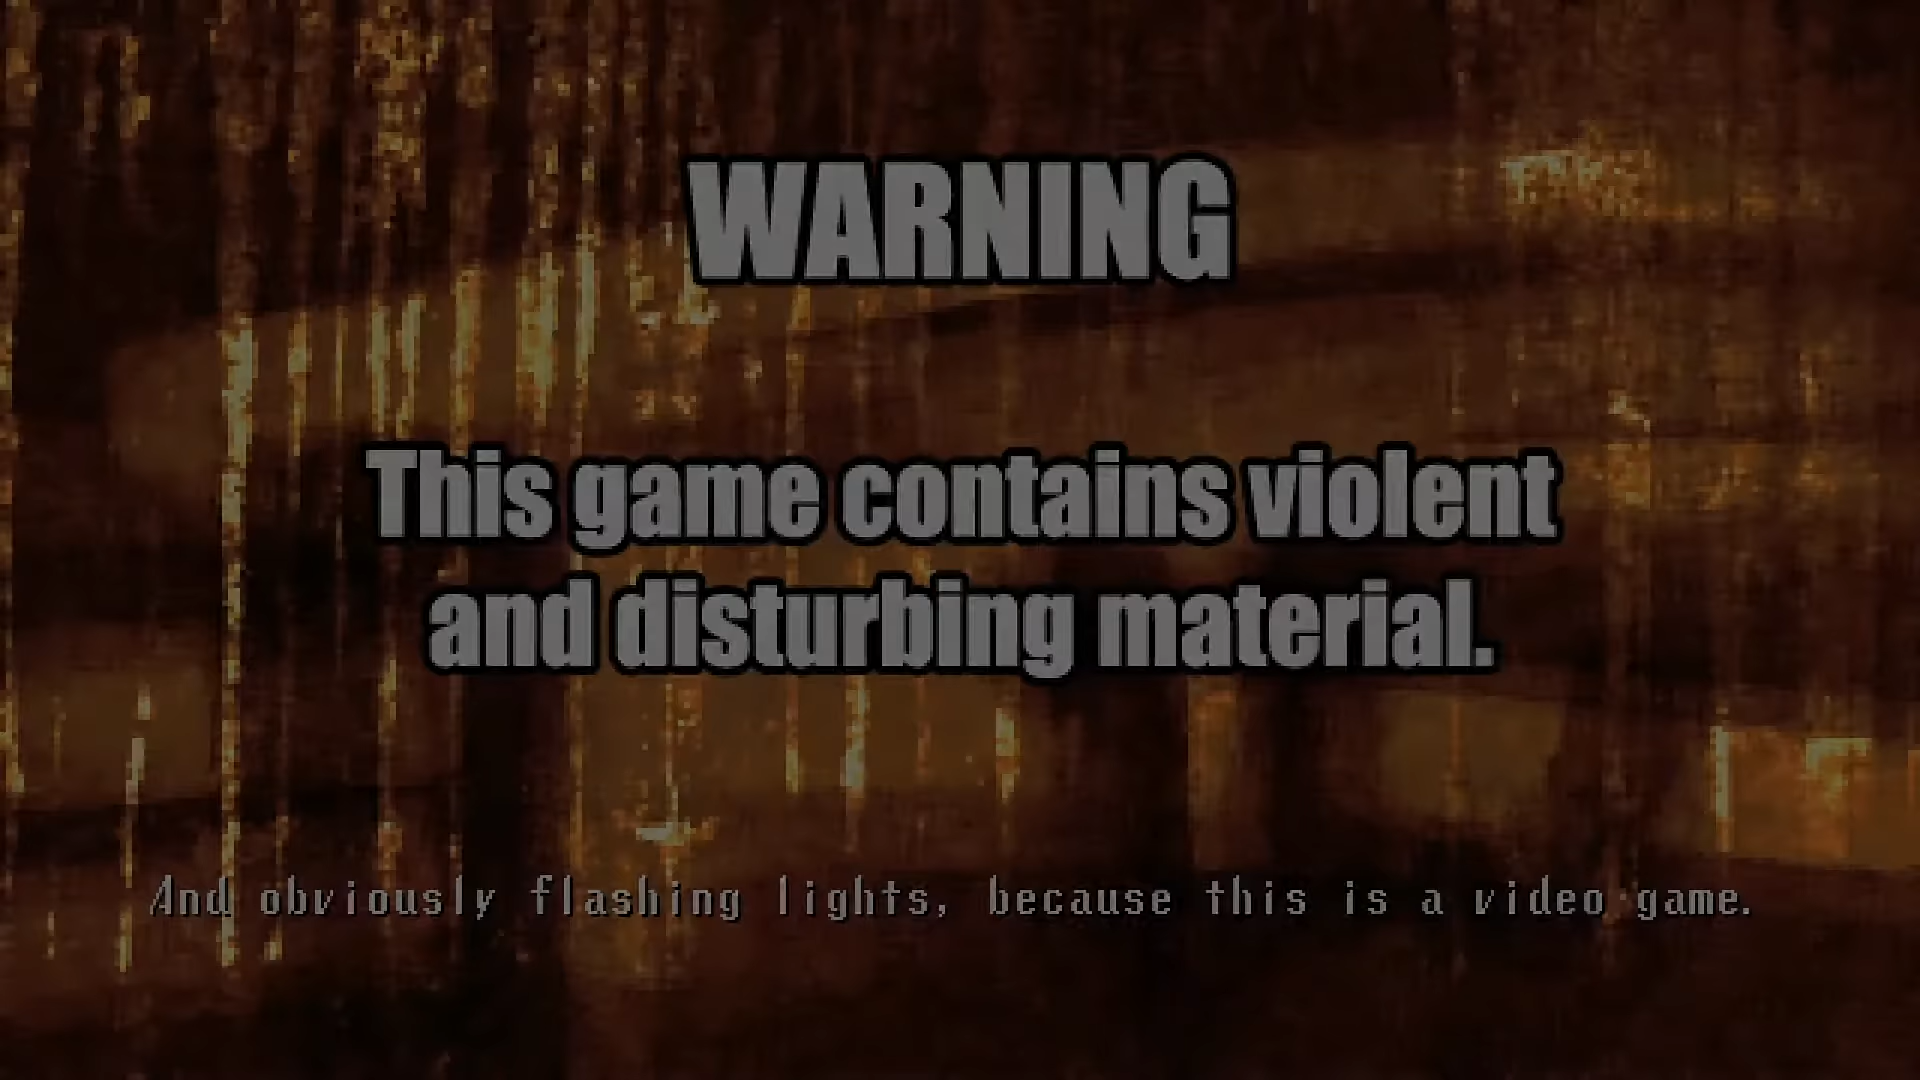 WARNING
This game contains violent
and disturbing material.
And obviously flashing lights, because this is a video game.